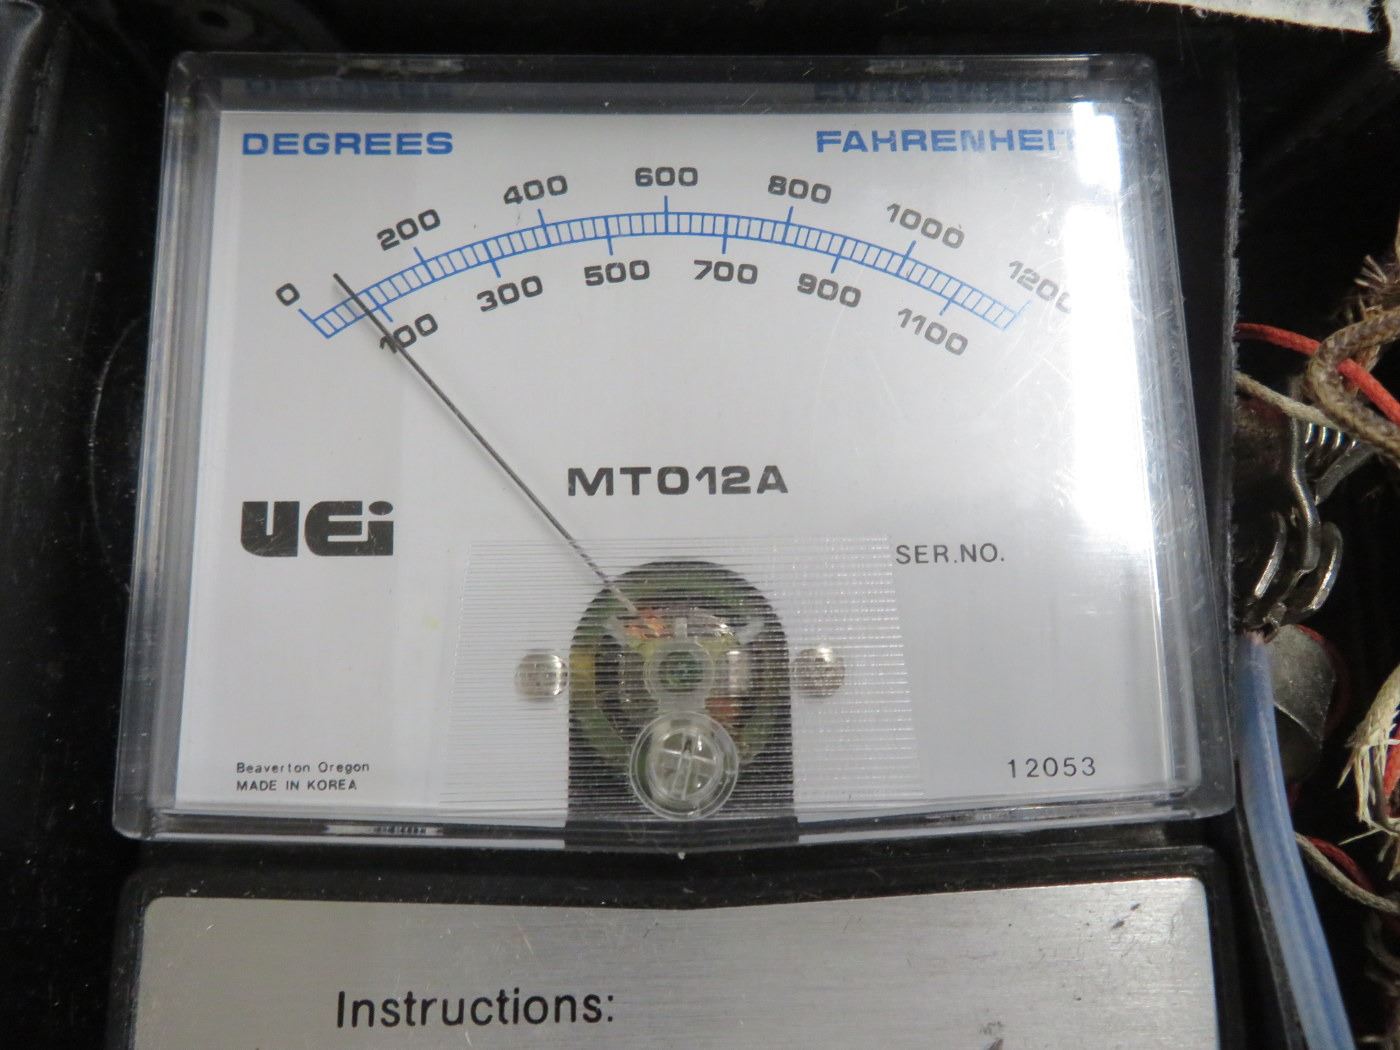 DEGREES FAHRENHEIT
0 200 400 600 800 1000 1200
100 300 500 700 900 1100
MT012A
UEi
SER.NO.
Beaverton Oregon
MADE IN KOREA
12053
Instructions: